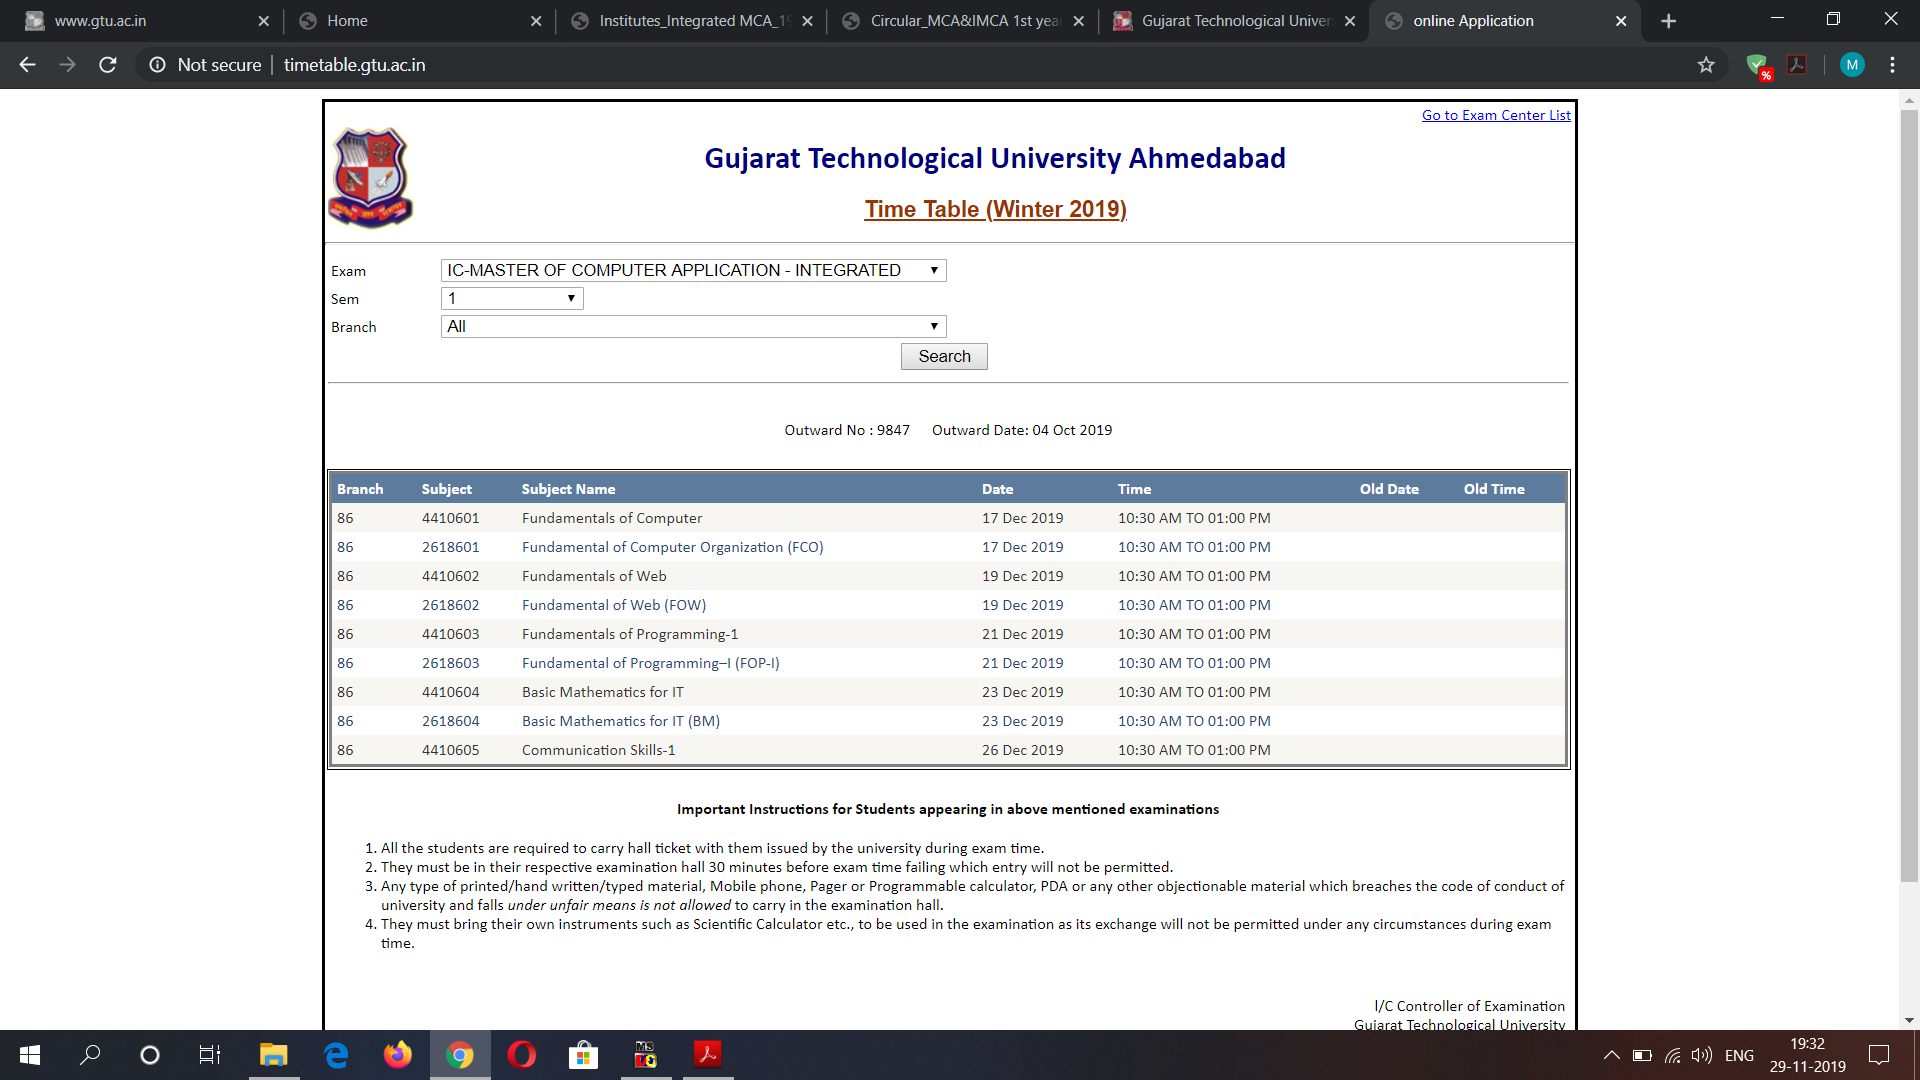 www.gtu.ac.in
Home
Institutes_Integrated MCA_19
Circular_MCA&IMCA 1st yea
Gujarat Technological Univer
online Application
Not secure
timetable.gtu.ac.in
%
M
Go to Exam Center List
Gujarat Technological University Ahmedabad
Time Table (Winter 2019)
Exam IC-MASTER OF COMPUTER APPLICATION - INTEGRATED
Sem 1
Branch All
Search
Outward No : 9847 Outward Date: 04 Oct 2019
Branch Subject Subject Name Date Time Old Date Old Time
86 4410601 Fundamentals of Computer 17 Dec 2019 10:30 AM TO 01:00 PM
86 2618601 Fundamental of Computer Organization (FCO) 17 Dec 2019 10:30 AM TO 01:00 PM
86 4410602 Fundamentals of Web 19 Dec 2019 10:30 AM TO 01:00 PM
86 2618602 Fundamental of Web (FOW) 19 Dec 2019 10:30 AM TO 01:00 PM
86 4410603 Fundamentals of Programming-1 21 Dec 2019 10:30 AM TO 01:00 PM
86 2618603 Fundamental of Programming–I (FOP-I) 21 Dec 2019 10:30 AM TO 01:00 PM
86 4410604 Basic Mathematics for IT 23 Dec 2019 10:30 AM TO 01:00 PM
86 2618604 Basic Mathematics for IT (BM) 23 Dec 2019 10:30 AM TO 01:00 PM
86 4410605 Communication Skills-1 26 Dec 2019 10:30 AM TO 01:00 PM
Important Instructions for Students appearing in above mentioned examinations
1. All the students are required to carry hall ticket with them issued by the university during exam time.
2. They must be in their respective examination hall 30 minutes before exam time failing which entry will not be permitted.
3. Any type of printed/hand written/typed material, Mobile phone, Pager or Programmable calculator, PDA or any other objectionable material which breaches the code of conduct of
university and falls under unfair means is not allowed to carry in the examination hall.
4. They must bring their own instruments such as Scientific Calculator etc., to be used in the examination as its exchange will not be permitted under any circumstances during exam
time.
I/C Controller of Examination
Gujarat Technological University
ENG
19:32
29-11-2019